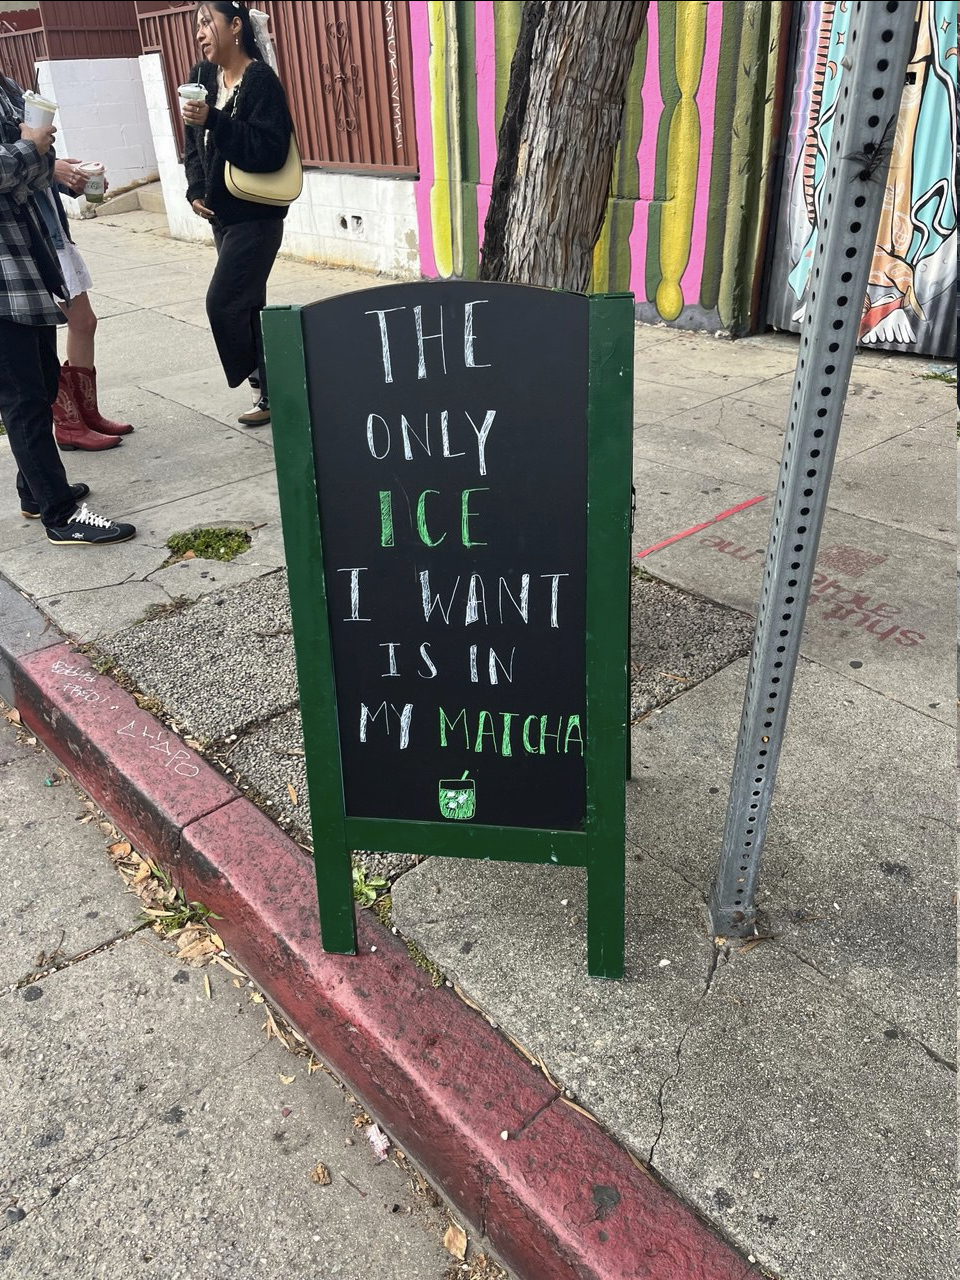 THE
ONLY
ICE
I WANT
IS IN
MY MATCHA